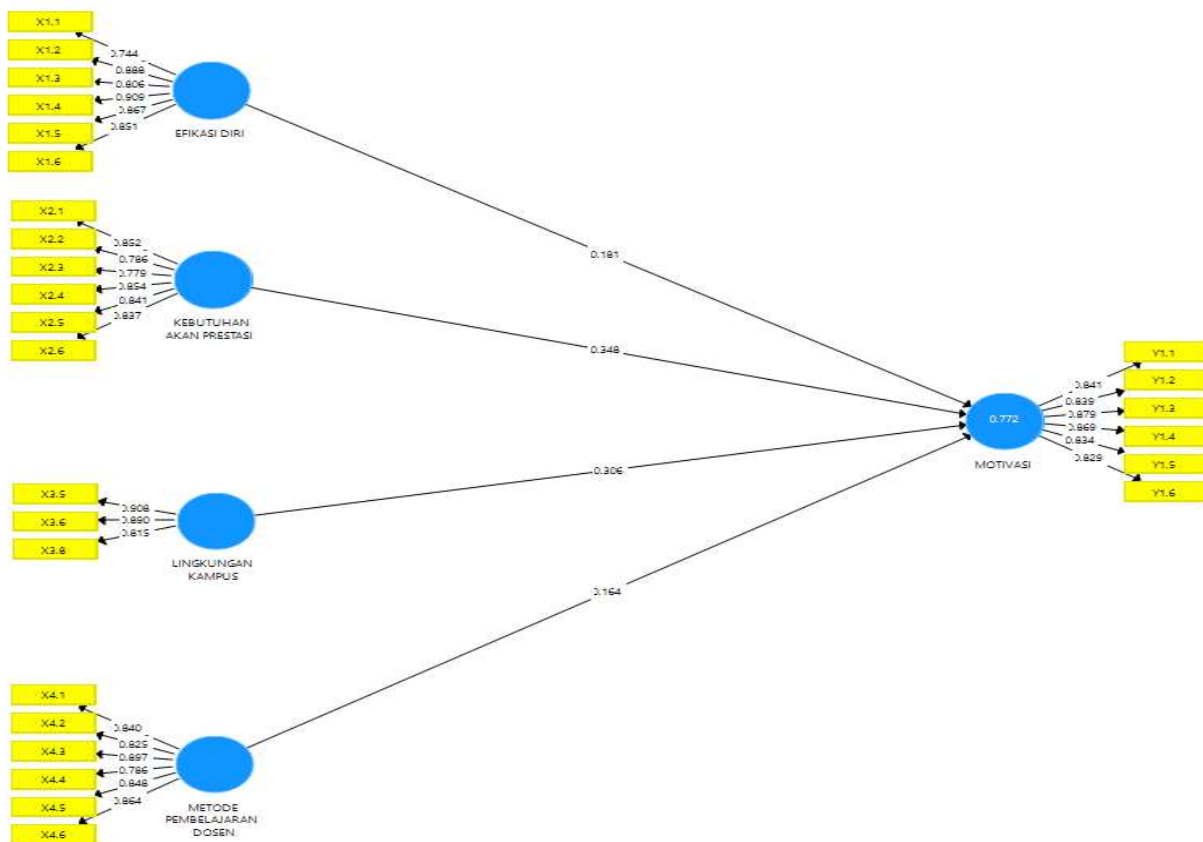 X1.1
X1.2
X1.3
X1.4
X1.5
X1.6
0.744
0.888
0.806
0.909
0.867
0.851
EFIKASI DIRI
0.181
X2.1
X2.2
X2.3
X2.4
X2.5
X2.6
0.852
0.786
0.779
0.854
0.841
0.837
KEBUTUHAN
AKAN PRESTASI
0.348
X3.5
X3.6
X3.8
0.908
0.890
0.815
LINGKUNGAN
KAMPUS
0.306
X4.1
X4.2
X4.3
X4.4
X4.5
X4.6
0.840
0.825
0.897
0.786
0.848
0.864
METODE
PEMBELAJARAN
DOSEN
0.164
0.772
MOTIVASI
0.841
0.839
0.879
0.869
0.834
0.829
Y1.1
Y1.2
Y1.3
Y1.4
Y1.5
Y1.6